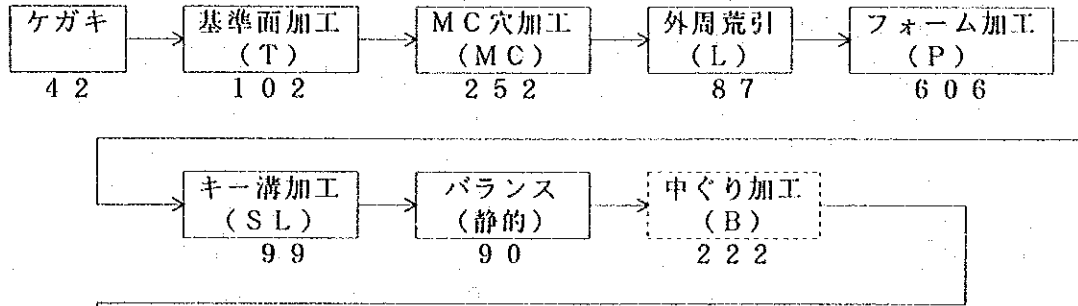 ケガキ 基準面加工 MC穴加工 外周荒引 フォーム加工
(T) (MC) (L) (P)
42 102 252 87 606
キー溝加工 バランス 中ぐり加工
(SL) (静的) (B)
99 90 222